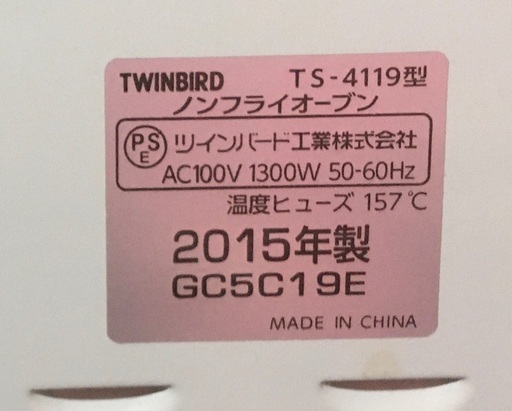 TWINBIRD TS-4119型
ノンフライオーブン
PSE ツインバード工業株式会社
AC100V 1300W 50-60Hz
温度ヒューズ 157℃
2015年製
GC5C19E
MADE IN CHINA